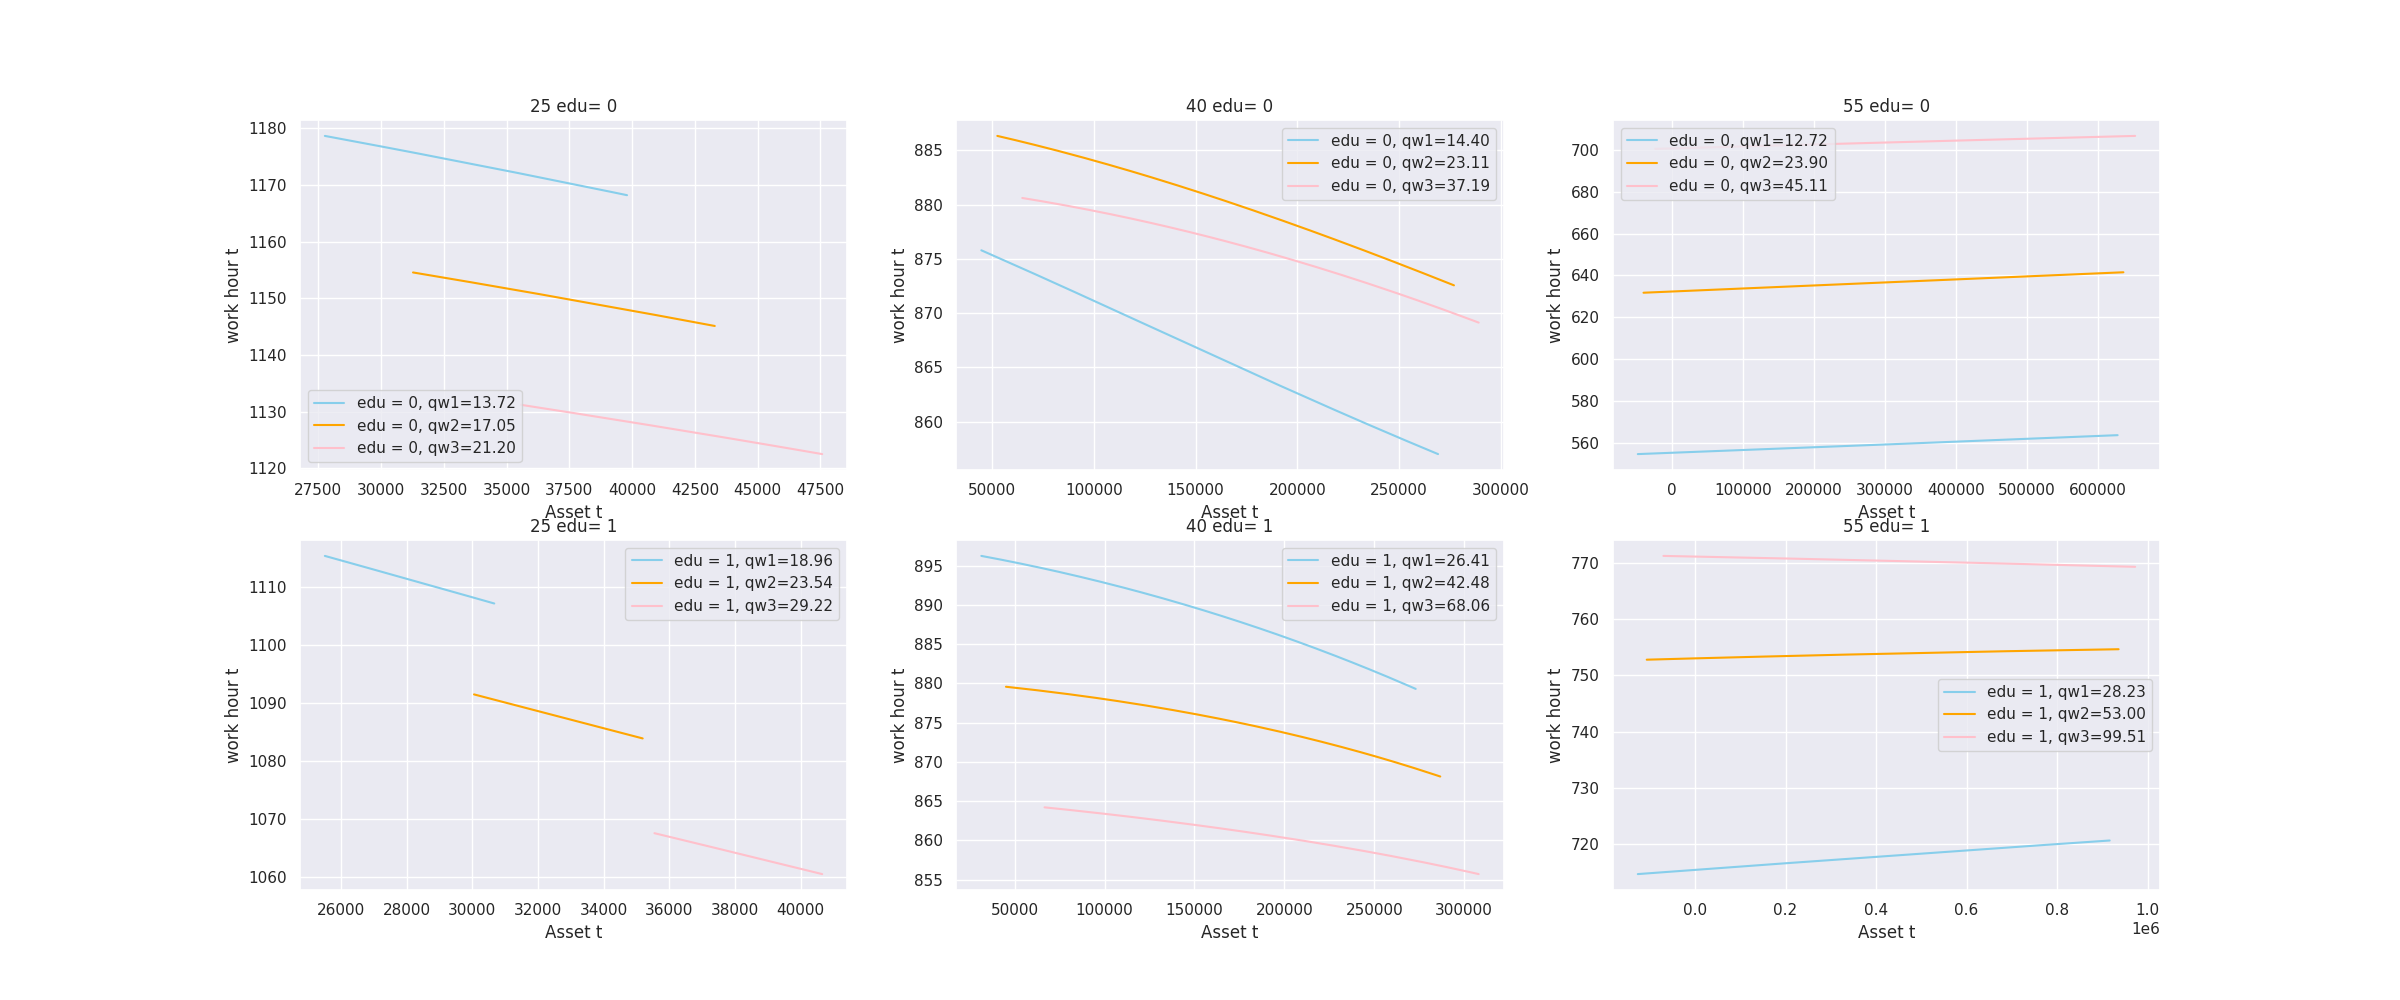 25 edu= 0
work hour t
1180
1170
1160
1150
1140
1130
1120
edu = 0, qw1=13.72
edu = 0, qw2=17.05
edu = 0, qw3=21.20
27500 30000 32500 35000 37500 40000 42500 45000 47500
Asset t
40 edu= 0
work hour t
885
880
875
870
865
860
edu = 0, qw1=14.40
edu = 0, qw2=23.11
edu = 0, qw3=37.19
50000 100000 150000 200000 250000 300000
Asset t
55 edu= 0
work hour t
700
680
660
640
620
600
580
560
edu = 0, qw1=12.72
edu = 0, qw2=23.90
edu = 0, qw3=45.11
0 100000 200000 300000 400000 500000 600000
Asset t
25 edu= 1
work hour t
1110
1100
1090
1080
1070
1060
edu = 1, qw1=18.96
edu = 1, qw2=23.54
edu = 1, qw3=29.22
26000 28000 30000 32000 34000 36000 38000 40000
Asset t
40 edu= 1
work hour t
895
890
885
880
875
870
865
860
855
edu = 1, qw1=26.41
edu = 1, qw2=42.48
edu = 1, qw3=68.06
50000 100000 150000 200000 250000 300000
Asset t
55 edu= 1
work hour t
770
760
750
740
730
720
edu = 1, qw1=28.23
edu = 1, qw2=53.00
edu = 1, qw3=99.51
0.0 0.2 0.4 0.6 0.8 1.0
1e6
Asset t